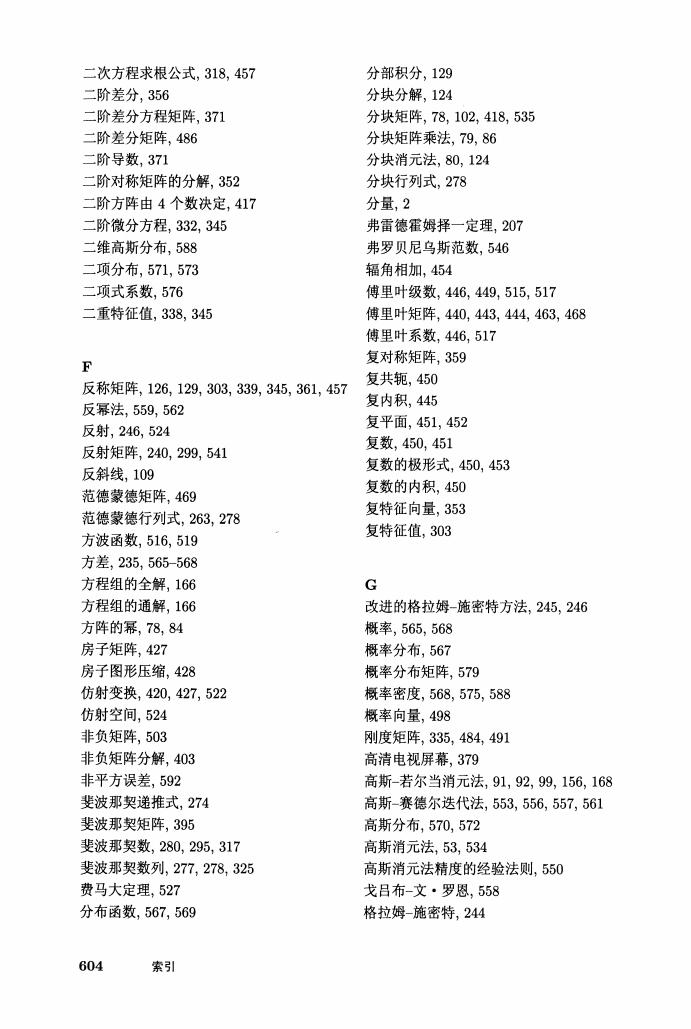 二次方程求根公式, 318, 457
二阶差分, 356
二阶差分方程矩阵, 371
二阶差分矩阵, 486
二阶导数, 371
二阶对称矩阵的分解, 352
二阶方阵由 4 个数决定, 417
二阶微分方程, 332, 345
二维高斯分布, 588
二项分布, 571, 573
二项式系数, 576
二重特征值, 338, 345
F
反称矩阵, 126, 129, 303, 339, 345, 361, 457
反幂法, 559, 562
反射, 246, 524
反射矩阵, 240, 299, 541
反斜线, 109
范德蒙德矩阵, 469
范德蒙德行列式, 263, 278
方波函数, 516, 519
方差, 235, 565–568
方程组的全解, 166
方程组的通解, 166
方阵的幂, 78, 84
房子矩阵, 427
房子图形压缩, 428
仿射变换, 420, 427, 522
仿射空间, 524
非负矩阵, 503
非负矩阵分解, 403
非平方误差, 592
斐波那契递推式, 274
斐波那契矩阵, 395
斐波那契数, 280, 295, 317
斐波那契数列, 277, 278, 325
费马大定理, 527
分布函数, 567, 569
分部积分, 129
分块分解, 124
分块矩阵, 78, 102, 418, 535
分块矩阵乘法, 79, 86
分块消元法, 80, 124
分块行列式, 278
分量, 2
弗雷德霍姆择一定理, 207
弗罗贝尼乌斯范数, 546
辐角相加, 454
傅里叶级数, 446, 449, 515, 517
傅里叶矩阵, 440, 443, 444, 463, 468
傅里叶系数, 446, 517
复对称矩阵, 359
复共轭, 450
复内积, 445
复平面, 451, 452
复数, 450, 451
复数的极形式, 450, 453
复数的内积, 450
复特征向量, 353
复特征值, 303
G
改进的格拉姆–施密特方法, 245, 246
概率, 565, 568
概率分布, 567
概率分布矩阵, 579
概率密度, 568, 575, 588
概率向量, 498
刚度矩阵, 335, 484, 491
高清电视屏幕, 379
高斯–若尔当消元法, 91, 92, 99, 156, 168
高斯–赛德尔迭代法, 553, 556, 557, 561
高斯分布, 570, 572
高斯消元法, 53, 534
高斯消元法精度的经验法则, 550
戈吕布–文・罗恩, 558
格拉姆–施密特, 244
604 索引